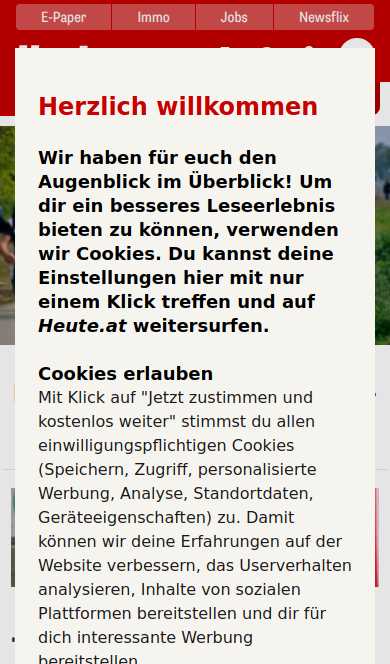 E-Paper Immo Jobs Newsflix
Herzlich willkommen
Wir haben für euch den
Augenblick im Überblick! Um
dir ein besseres Leseerlebnis
bieten zu können, verwenden
wir Cookies. Du kannst deine
Einstellungen hier mit nur
einem Klick treffen und auf
Heute.at weitersurfen.
Cookies erlauben
Mit Klick auf "Jetzt zustimmen und
kostenlos weiter" stimmst du allen
einwilligungspflichtigen Cookies
(Speichern, Zugriff, personalisierte
Werbung, Analyse, Standortdaten,
Geräteeigenschaften) zu. Damit
können wir deine Erfahrungen auf der
Website verbessern, das Userverhalten
analysieren, Inhalte von sozialen
Plattformen bereitstellen und dir für
dich interessante Werbung
bereitstellen